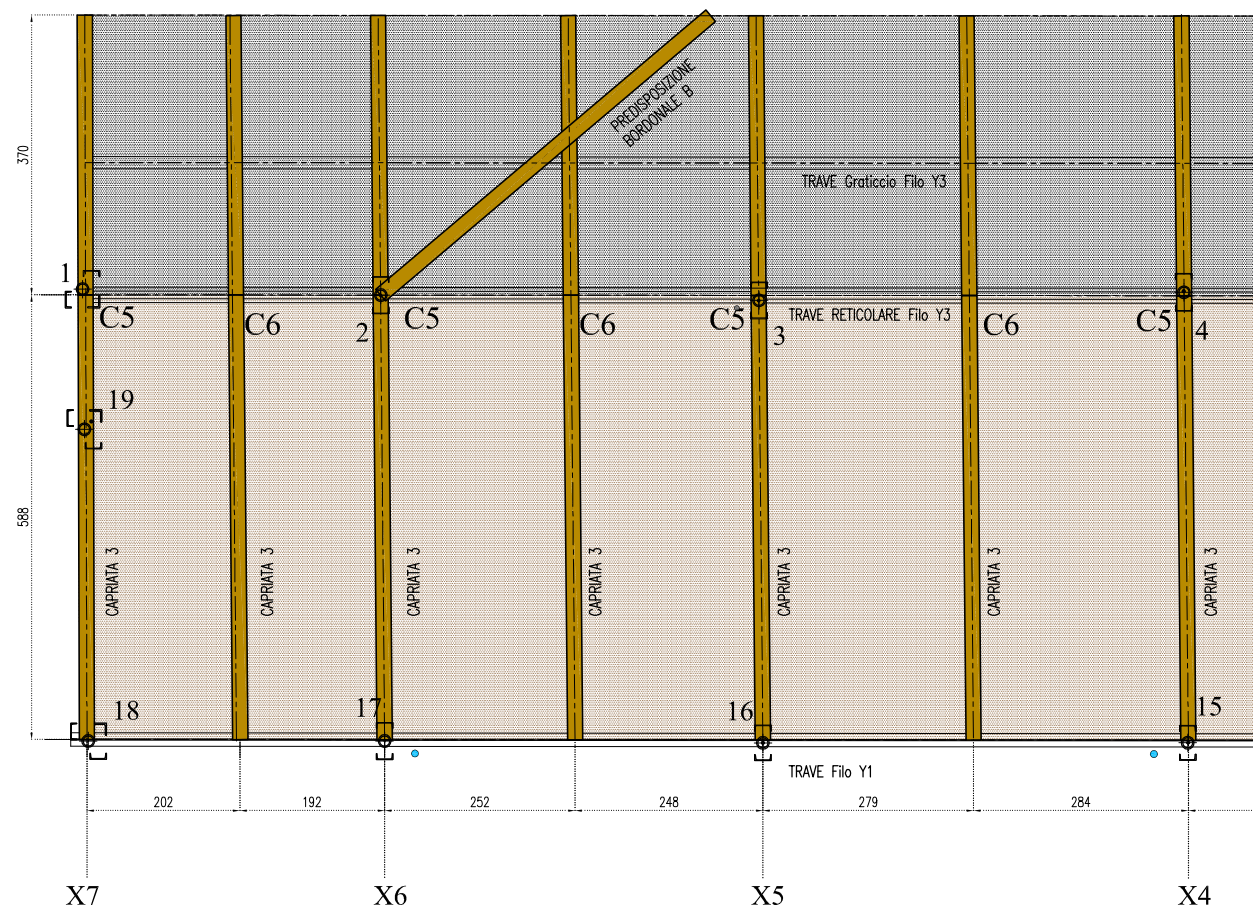 PREDISPOSIZIONE
BORDONALE B
370
TRAVE Graticcio Filo Y3
1
C5
C6
2
C5
C6
C5
3
TRAVE RETICOLARE Filo Y3
C6
C5
4
19
588
CAPRIATA 3
CAPRIATA 3
CAPRIATA 3
CAPRIATA 3
CAPRIATA 3
CAPRIATA 3
CAPRIATA 3
18
17
16
15
TRAVE Filo Y1
202
192
252
248
279
284
X7
X6
X5
X4